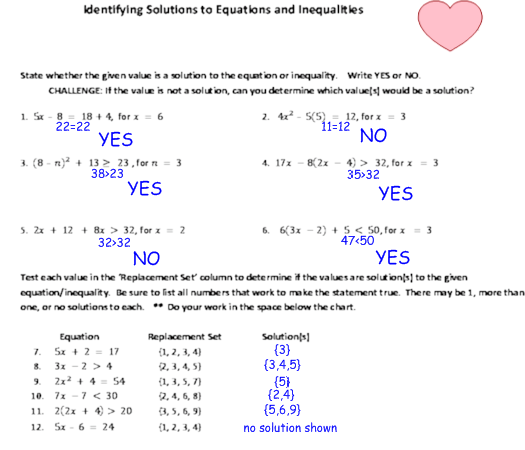 Identifying Solutions to Equations and Inequalities
State whether the given value is a solution to the equation or inequality. Write YES or NO.
CHALLENGE: If the value is not a solution, can you determine which value[s] would be a solution?
1. 5x - 8 = 18 + 4, for x = 6
22=22
YES
2. 4x² - 5(5) = 12, for x = 3
11=12
NO
3. (8 - n)² + 13 ≥ 23, for n = 3
38>23
YES
4. 17x - 8(2x - 4) > 32, for x = 3
35>32
YES
5. 2x + 12 + 8x > 32, for x = 2
32>32
NO
6. 6(3x - 2) + 5 < 50, for x = 3
47<50
YES
Test each value in the 'Replacement Set' column to determine if the values are solution[s] to the given
equation/inequality. Be sure to list all numbers that work to make the statement true. There may be 1, more than
one, or no solutions to each. ** Do your work in the space below the chart.
Equation Replacement Set Solution[s]
7. 5x + 2 = 17 {1, 2, 3, 4} {3}
8. 3x - 2 > 4 {2, 3, 4, 5} {3,4,5}
9. 2x² + 4 = 54 {1, 3, 5, 7} {5}
10. 7x - 7 < 30 {2, 4, 6, 8} {2,4}
11. 2(2x + 4) > 20 {3, 5, 6, 9} {5,6,9}
12. 5x - 6 = 24 {1, 2, 3, 4} no solution shown